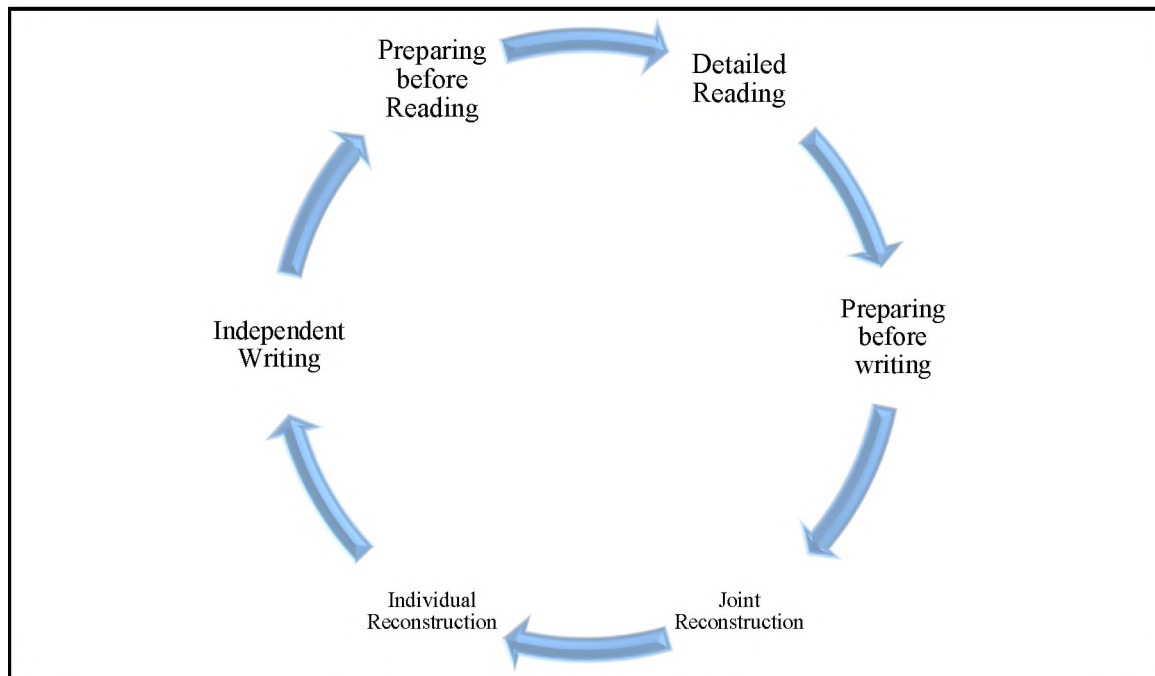 Preparing
before
Reading
Detailed
Reading
Preparing
before
writing
Joint
Reconstruction
Individual
Reconstruction
Independent
Writing